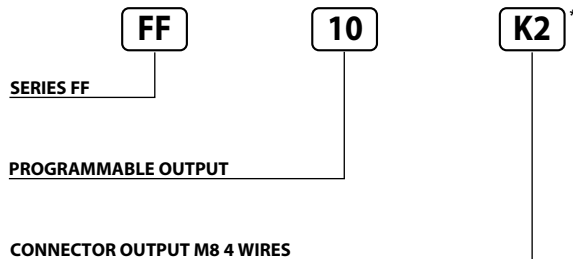 FF 10 K2*
SERIES FF
PROGRAMMABLE OUTPUT
CONNECTOR OUTPUT M8 4 WIRES